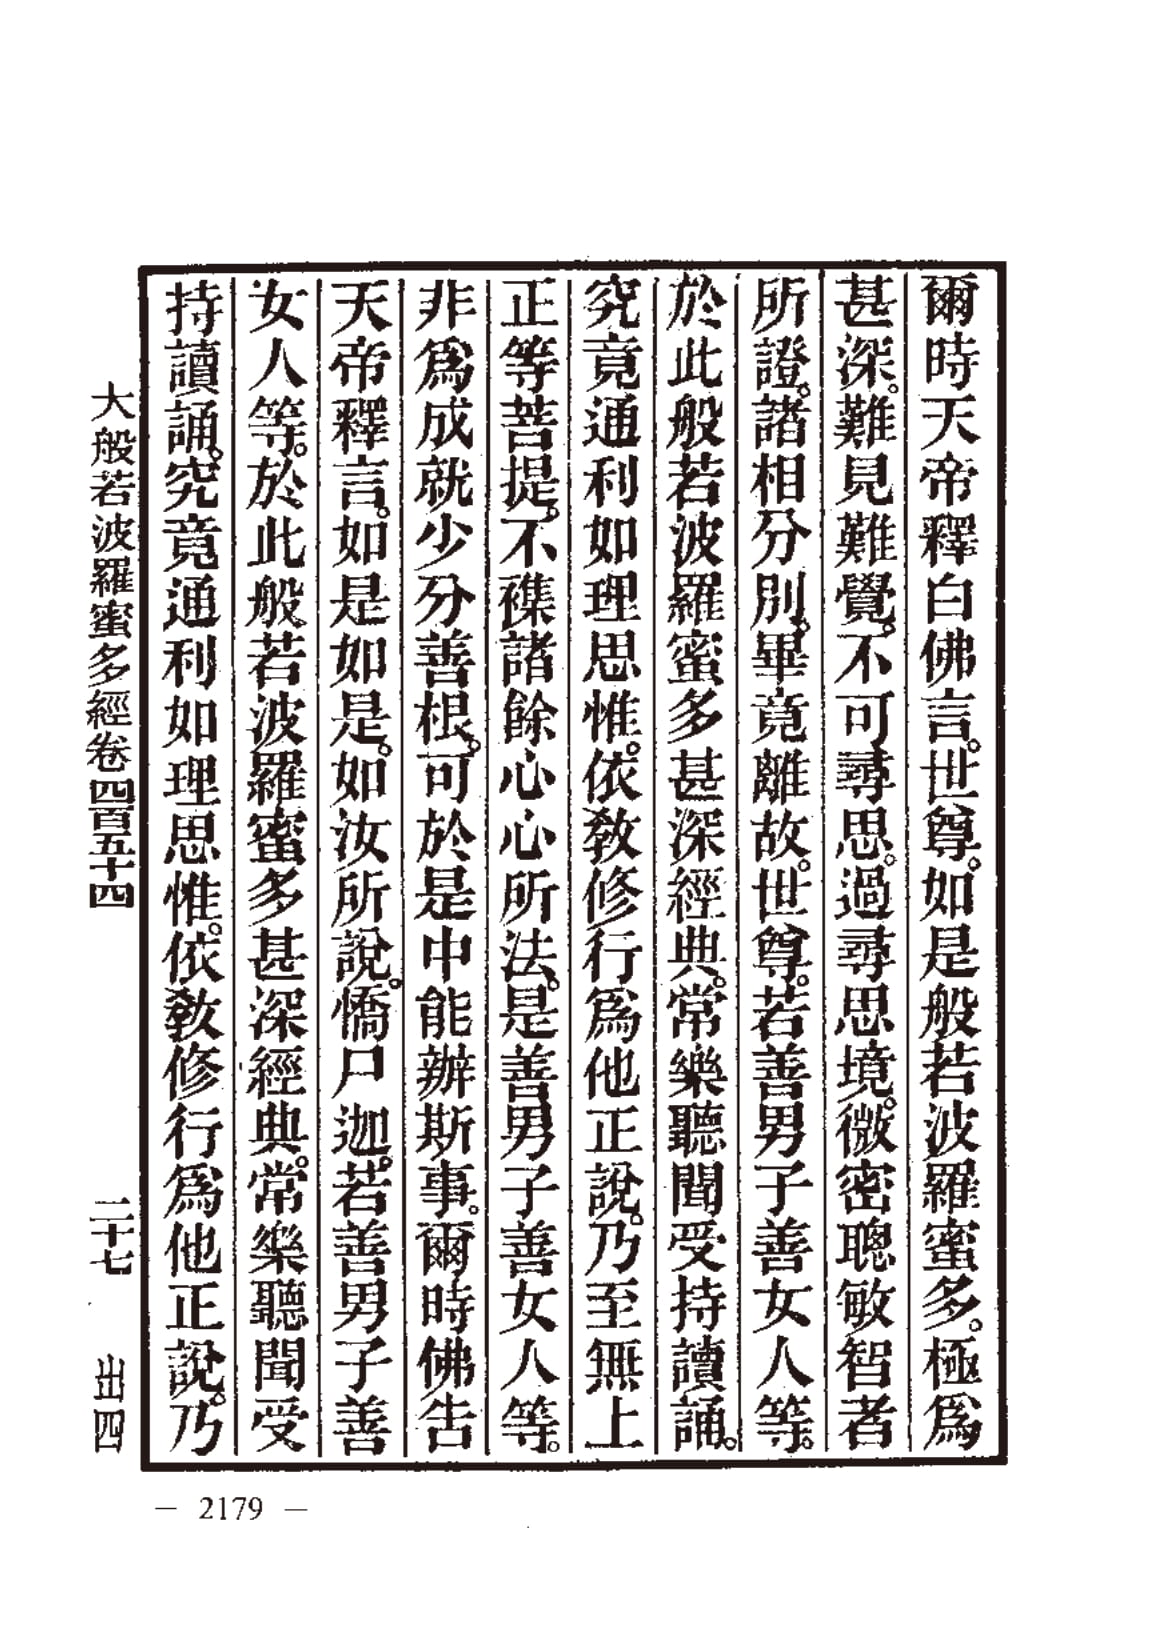 爾時天帝釋白佛言。世尊。如是般若波羅蜜多。極爲
甚深。難見難覺。不可尋思。過尋思境。微密聰敏智者
所證。諸相分別。畢竟離故。世尊。若善男子善女人等。
於此般若波羅蜜多甚深經典。常樂聽聞受持讀誦。
究竟通利如理思惟。依教修行爲他正說。乃至無上
正等菩提。不襍諸餘心心所法。是善男子善女人等。
非爲成就少分善根。可於是中能辦斯事。爾時佛告
天帝釋言。如是如是。如汝所說。憍尸迦。若善男子善
女人等。於此般若波羅蜜多甚深經典。常樂聽聞受
持讀誦。究竟通利如理思惟。依教修行爲他正說。乃
大般若波羅蜜多經卷四百五十四 二十七 出四
— 2179 —